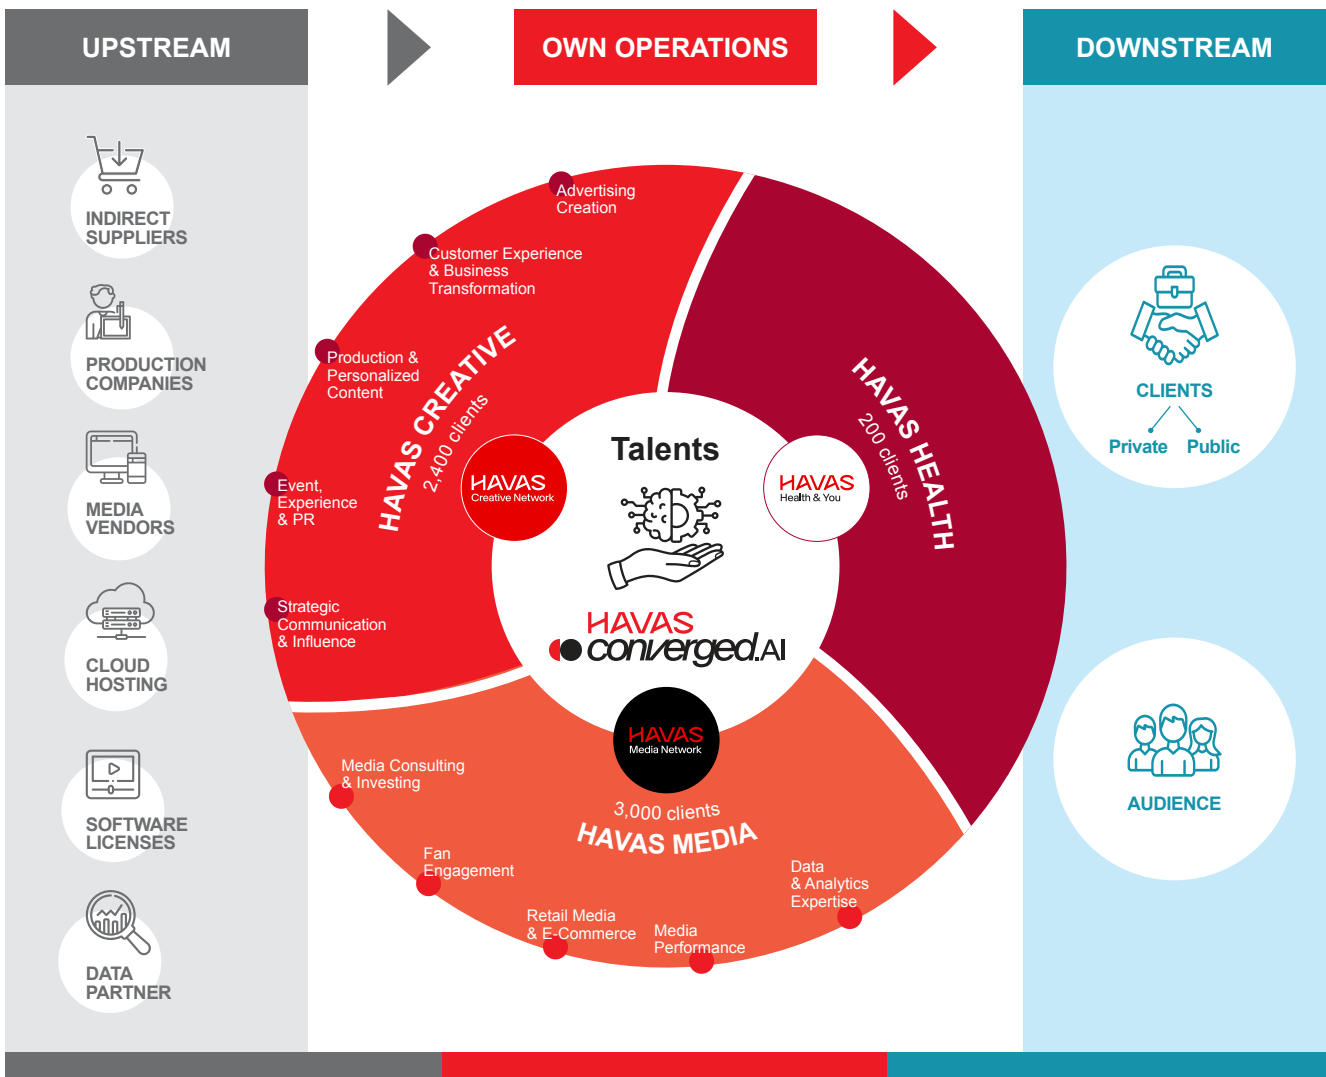 UPSTREAM
OWN OPERATIONS
DOWNSTREAM
INDIRECT
SUPPLIERS
PRODUCTION
COMPANIES
MEDIA
VENDORS
CLOUD
HOSTING
SOFTWARE
LICENSES
DATA
PARTNER
Advertising
Creation
Customer Experience
& Business
Transformation
Production &
Personalized
Content
Event,
Experience
& PR
Strategic
Communication
& Influence
HAVAS CREATIVE
2,400 clients
HAVAS
Creative Network
Talents
HAVAS
converged.AI
HAVAS
Health & You
HAVAS HEALTH
200 clients
HAVAS
Media Network
3,000 clients
HAVAS MEDIA
Media Consulting
& Investing
Fan
Engagement
Retail Media
& E-Commerce
Media
Performance
Data
& Analytics
Expertise
CLIENTS
Private Public
AUDIENCE